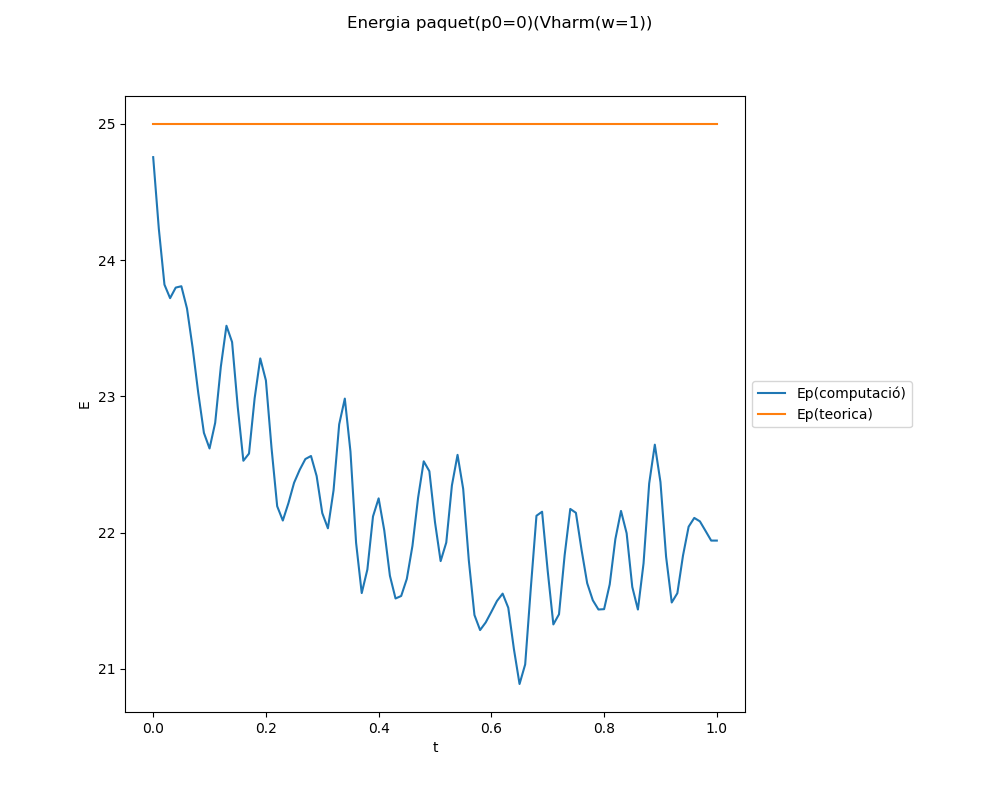 Energia paquet(p0=0)(Vharm(w=1))
25
24
23
22
21
E
0.0 0.2 0.4 0.6 0.8 1.0
t
Ep(computació)
Ep(teorica)